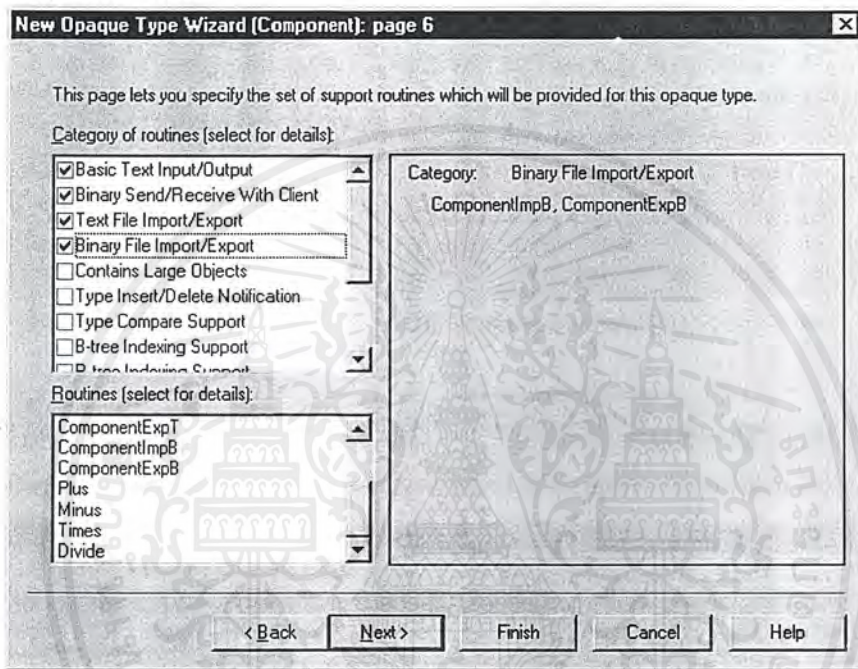 New Opaque Type Wizard (Component): page 6
This page lets you specify the set of support routines which will be provided for this opaque type.
Category of routines (select for details):
Basic Text Input/Output
Binary Send/Receive With Client
Text File Import/Export
Binary File Import/Export
Contains Large Objects
Type Insert/Delete Notification
Type Compare Support
B-tree Indexing Support
Category: Binary File Import/Export
ComponentImpB, ComponentExpB
Routines (select for details):
ComponentExpT
ComponentImpB
ComponentExpB
Plus
Minus
Times
Divide
< Back
Next >
Finish
Cancel
Help